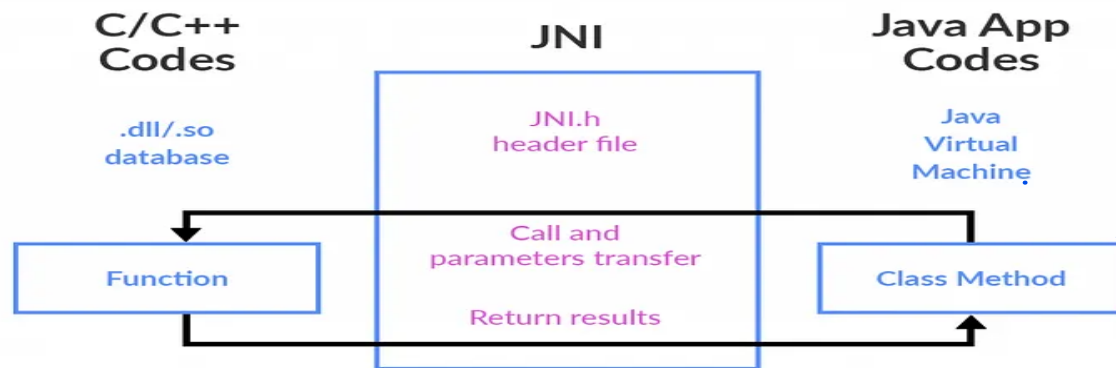 C/C++
Codes
JNI
Java App
Codes
.dll/.so
database
JNI.h
header file
Java
Virtual
Machine
Call and
parameters transfer
Function
Class Method
Return results